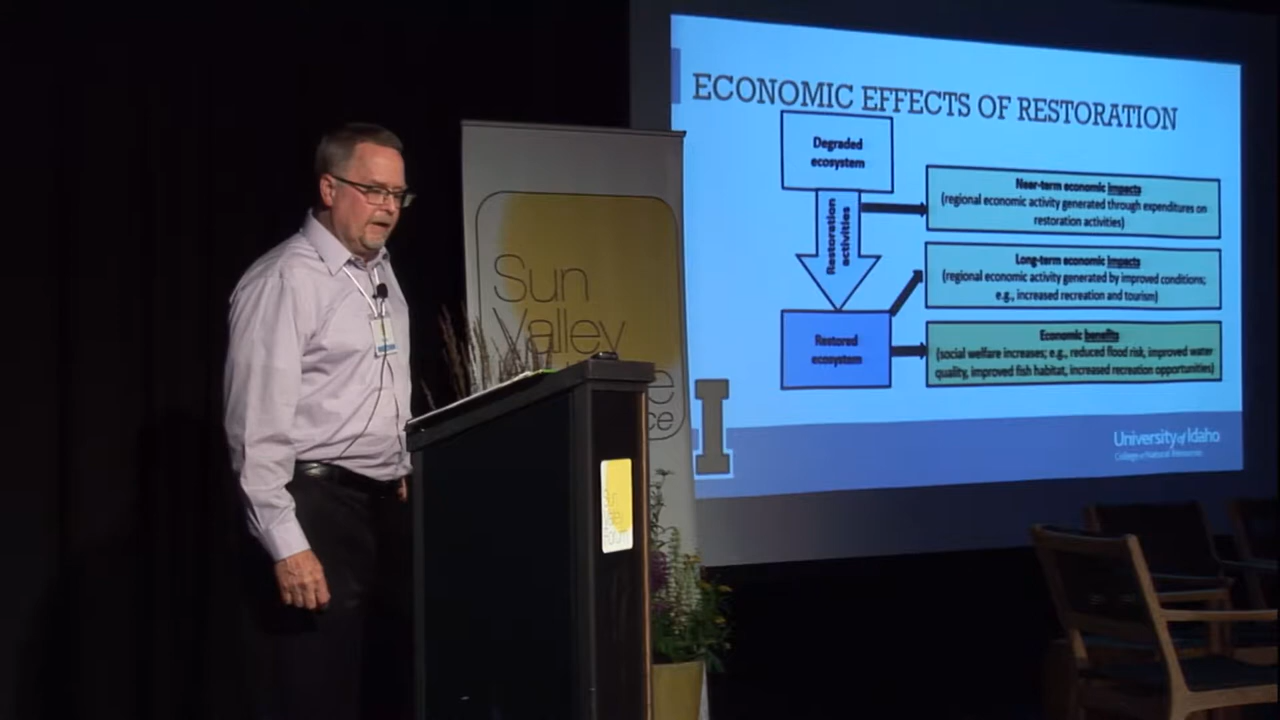 ECONOMIC EFFECTS OF RESTORATION
Degraded
ecosystem
Restoration
activities
Restored
ecosystem
Near-term economic impacts
(regional economic activity generated through expenditures on
restoration activities)
Long-term economic impacts
(regional economic activity generated by improved conditions;
e.g., increased recreation and tourism)
Economic benefits
(social welfare increases; e.g., reduced flood risk, improved water
quality, improved fish habitat, increased recreation opportunities)
I
University of Idaho
College of Natural Resources
Sun
Valley
e
ce
Sun